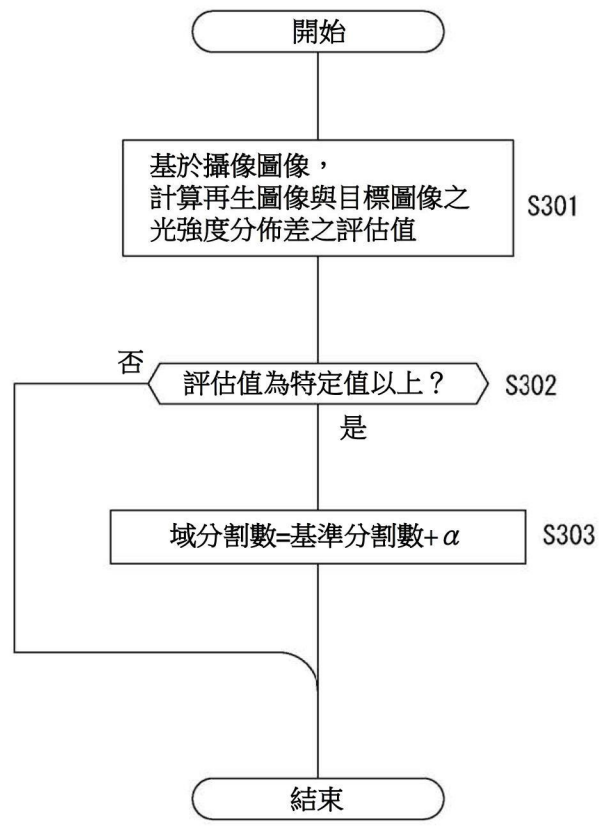 開始
基於攝像圖像，
計算再生圖像與目標圖像之
光強度分佈差之評估值
S301
否
評估值為特定值以上？
S302
是
域分割數=基準分割數+α
S303
結束